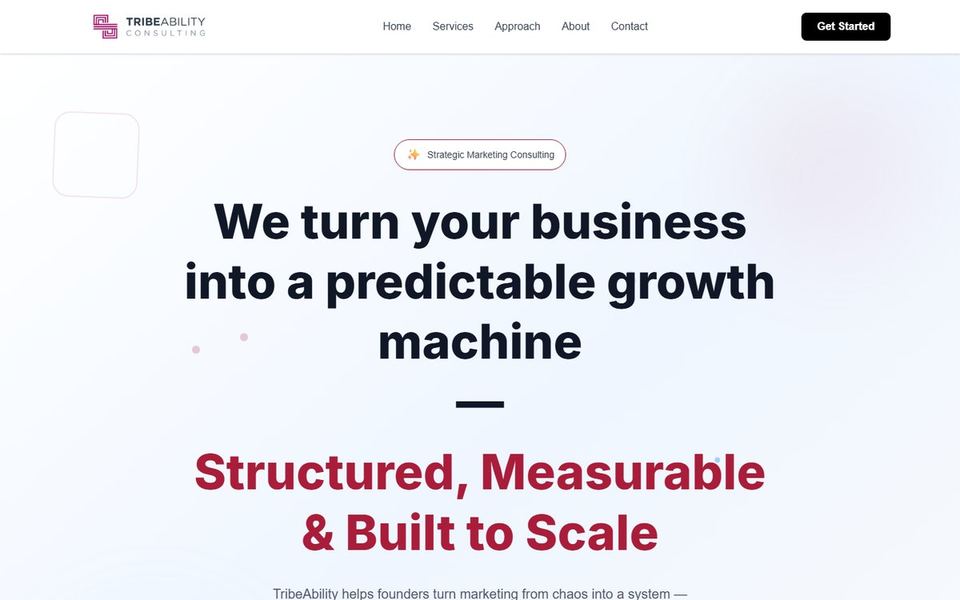 TRIBEABILITY
CONSULTING
Home Services Approach About Contact
Get Started
✨ Strategic Marketing Consulting
We turn your business
into a predictable growth
machine
—
Structured, Measurable
& Built to Scale
TribeAbility helps founders turn marketing from chaos into a system —